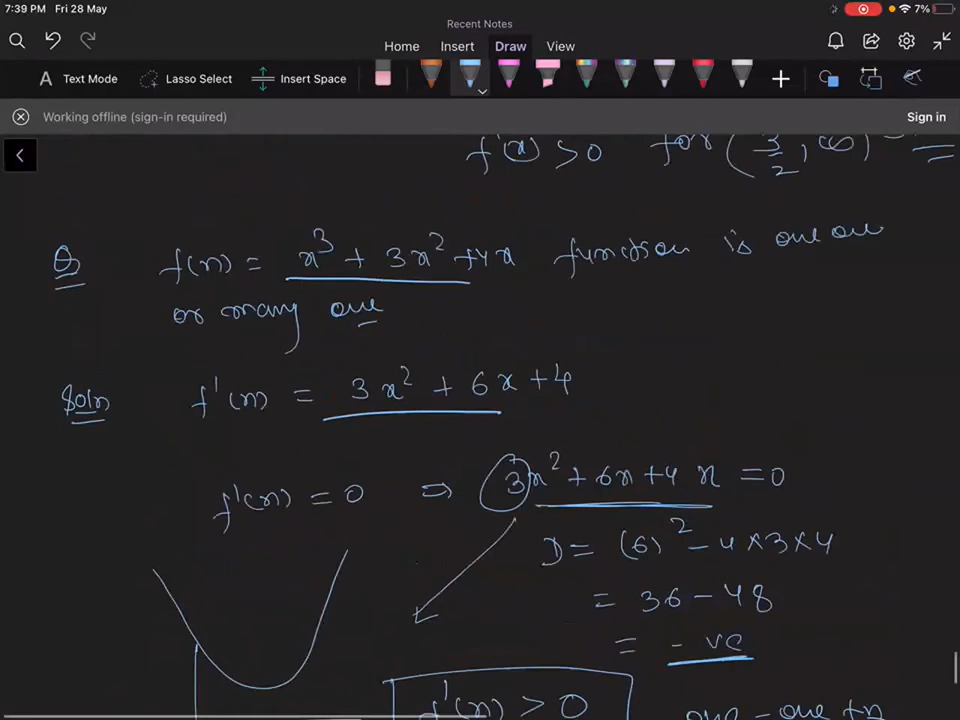 7:39 PM Fri 28 May 7%
Recent Notes
Home Insert Draw View
Text Mode Lasso Select Insert Space
Working offline (sign-in required) Sign in
f'(x) > 0 for (3/2, ∞)
Q f(n) = x³ + 3x² + 4x function is one one
or many one
Soln f'(n) = 3x² + 6x + 4
f'(n) = 0 ⇒ 3x² + 6x + 4x = 0
D = (6)² - 4×3×4
= 36 - 48
= - ve
f'(n) > 0 one - one